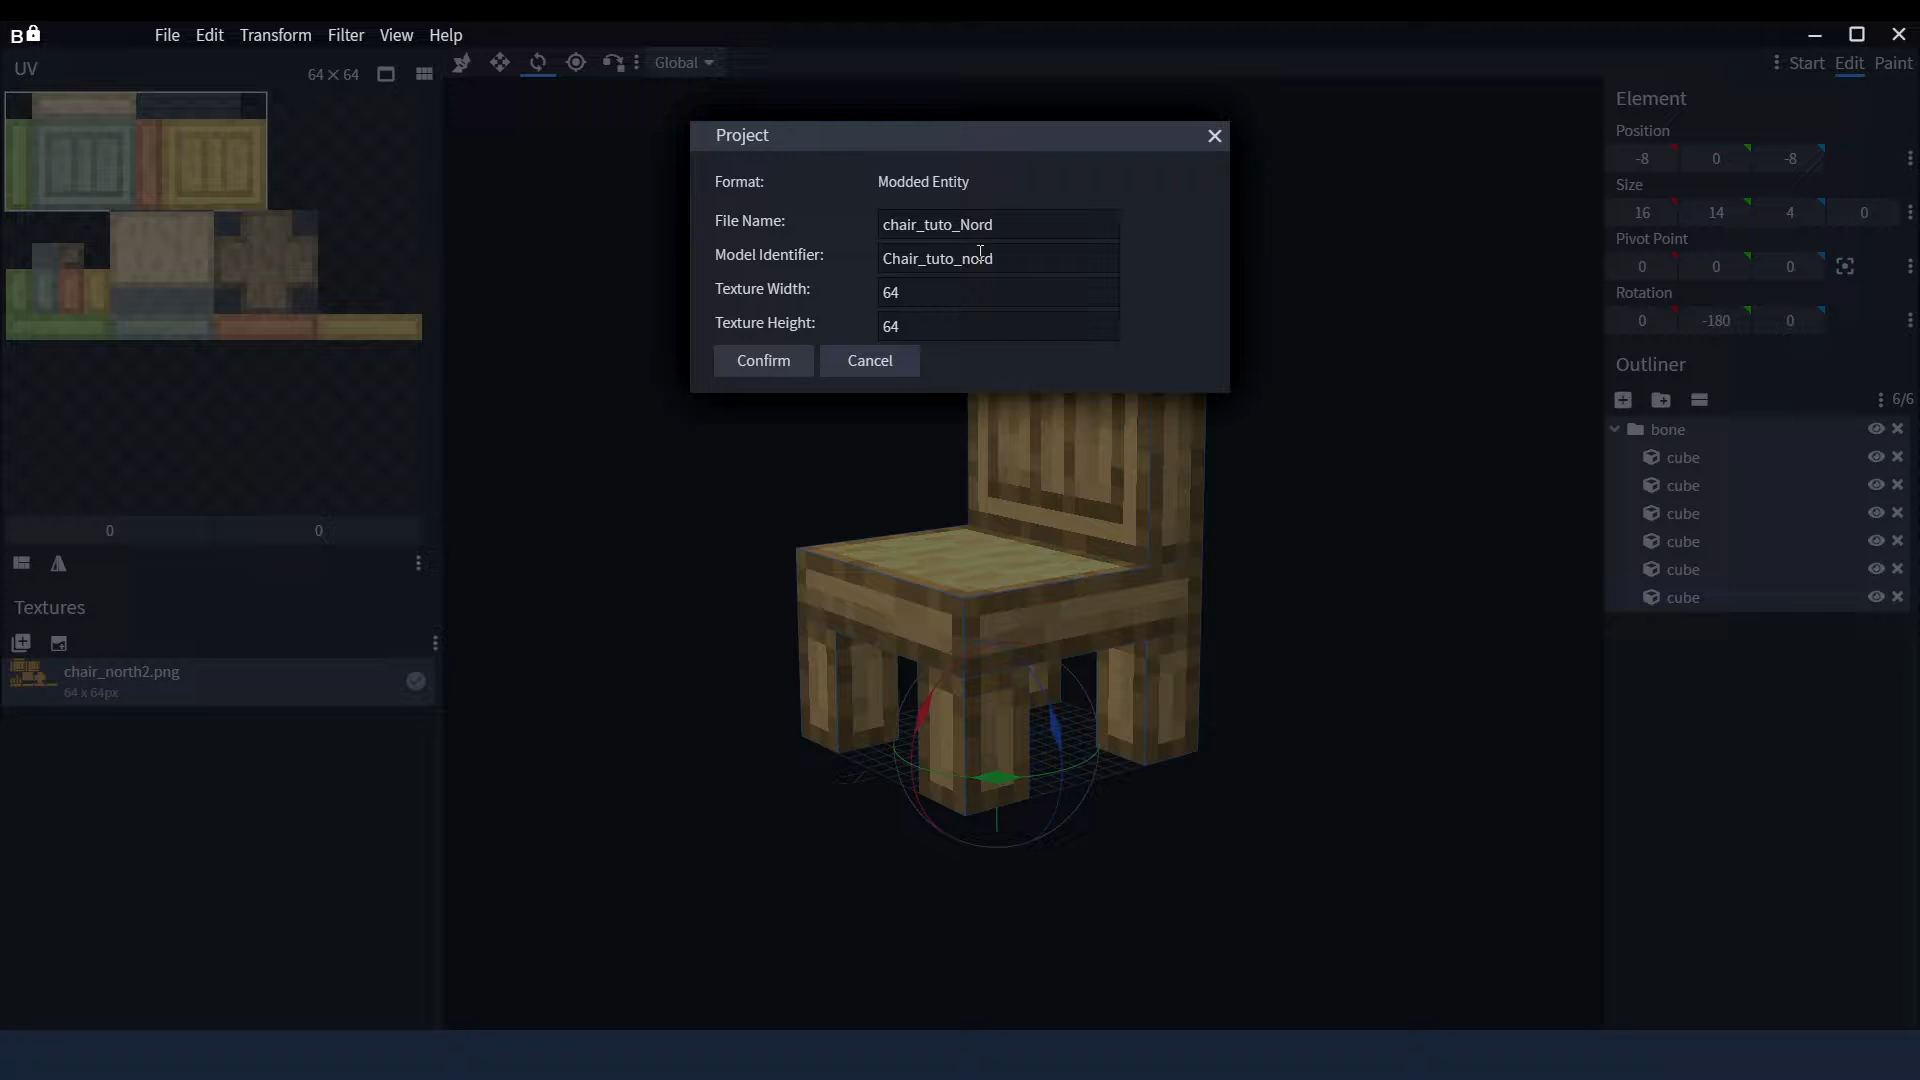 B
File Edit Transform Filter View Help
UV
64 × 64
Global
Start Edit Paint
Project
Format: Modded Entity
File Name: chair_tuto_Nord
Model Identifier: Chair_tuto_nord
Texture Width: 64
Texture Height: 64
Confirm Cancel
0 0
Textures
chair_north2.png
64 x 64px
Element
Position
-8 0 -8
Size
16 14 4 0
Pivot Point
0 0 0
Rotation
0 -180 0
Outliner
6/6
bone
cube
cube
cube
cube
cube
cube